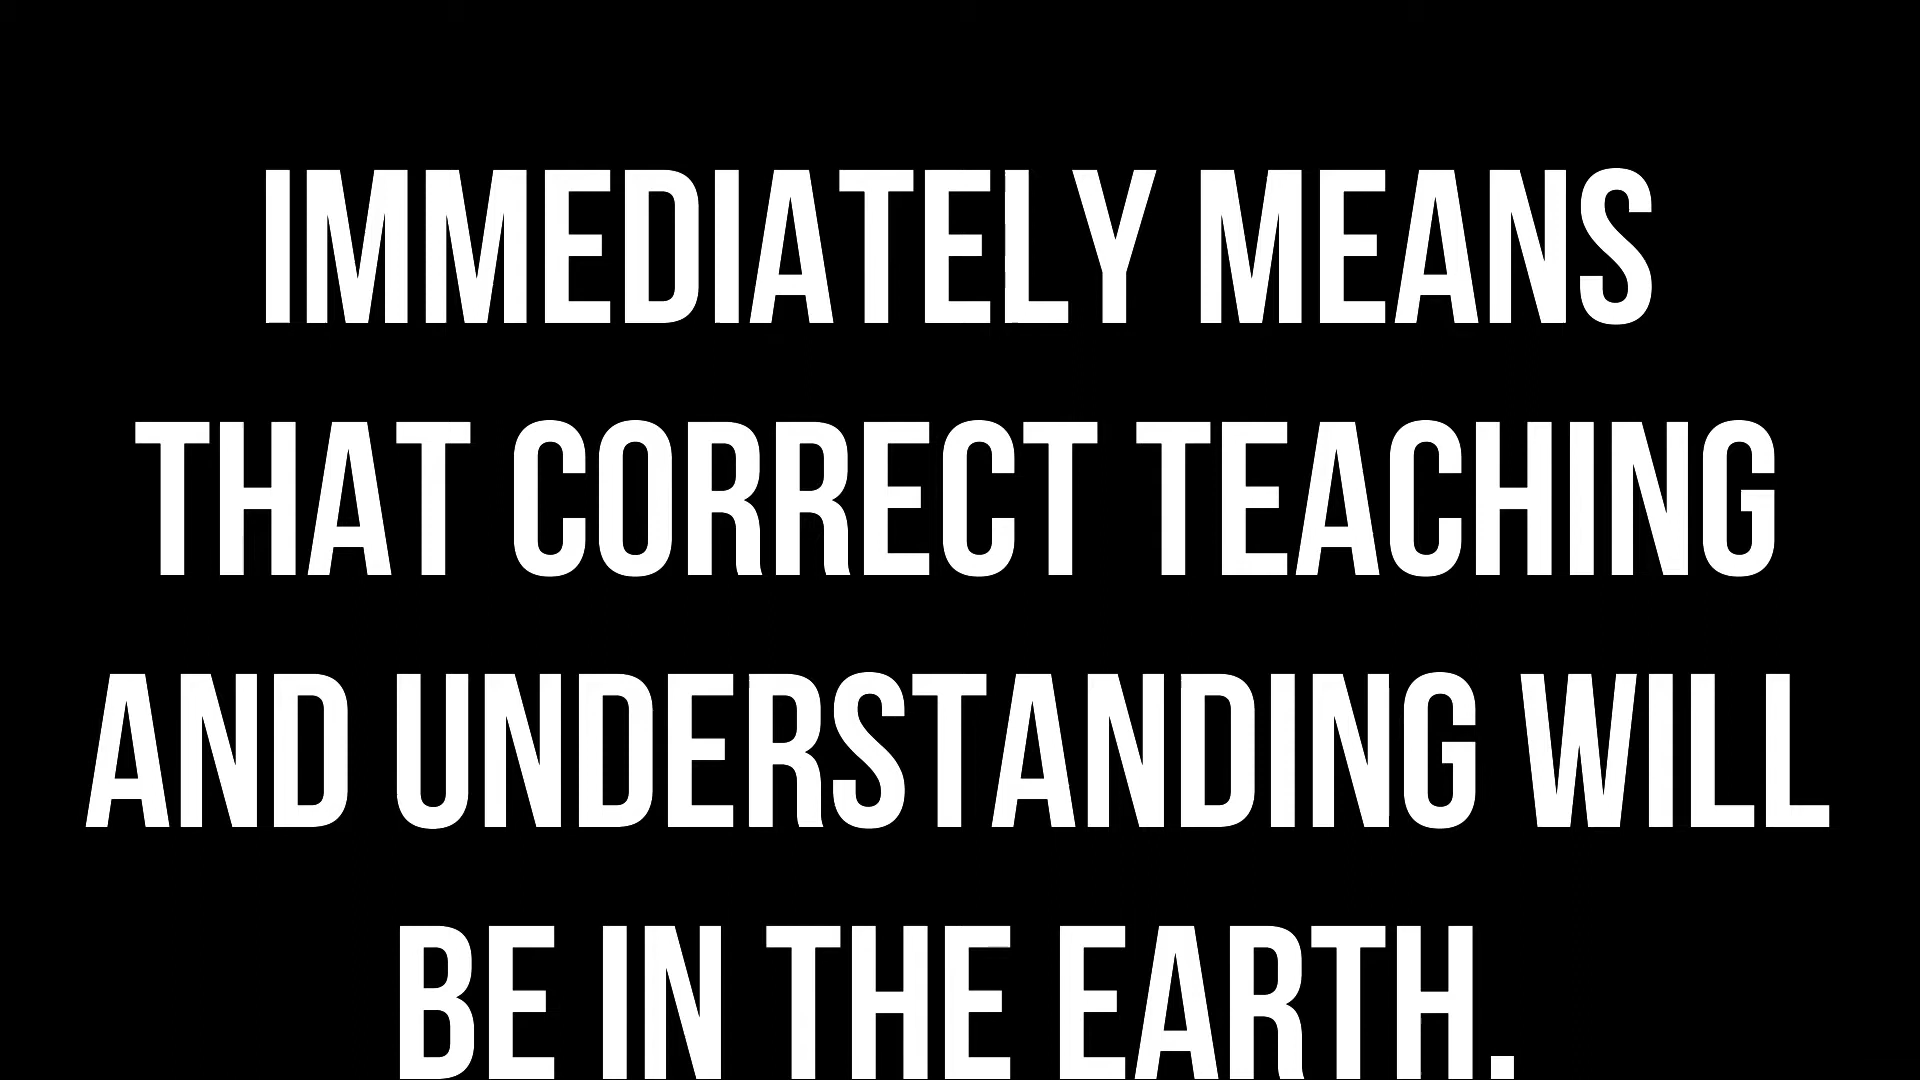 IMMEDIATELY MEANS
THAT CORRECT TEACHING
AND UNDERSTANDING WILL
BE IN THE EARTH.